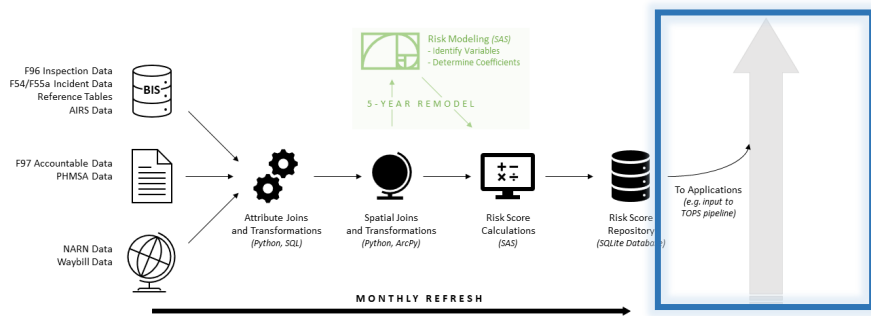 Risk Modeling (SAS)
- Identify Variables
- Determine Coefficients
5-YEAR REMODEL
F96 Inspection Data
F54/F55a Incident Data
Reference Tables
AIRS Data
BIS
F97 Accountable Data
PHMSA Data
NARN Data
Waybill Data
Attribute Joins
and Transformations
(Python, SQL)
Spatial Joins
and Transformations
(Python, ArcPy)
+ −
× ÷
Risk Score
Calculations
(SAS)
Risk Score
Repository
(SQLite Database)
To Applications
(e.g. input to
TOPS pipeline)
MONTHLY REFRESH